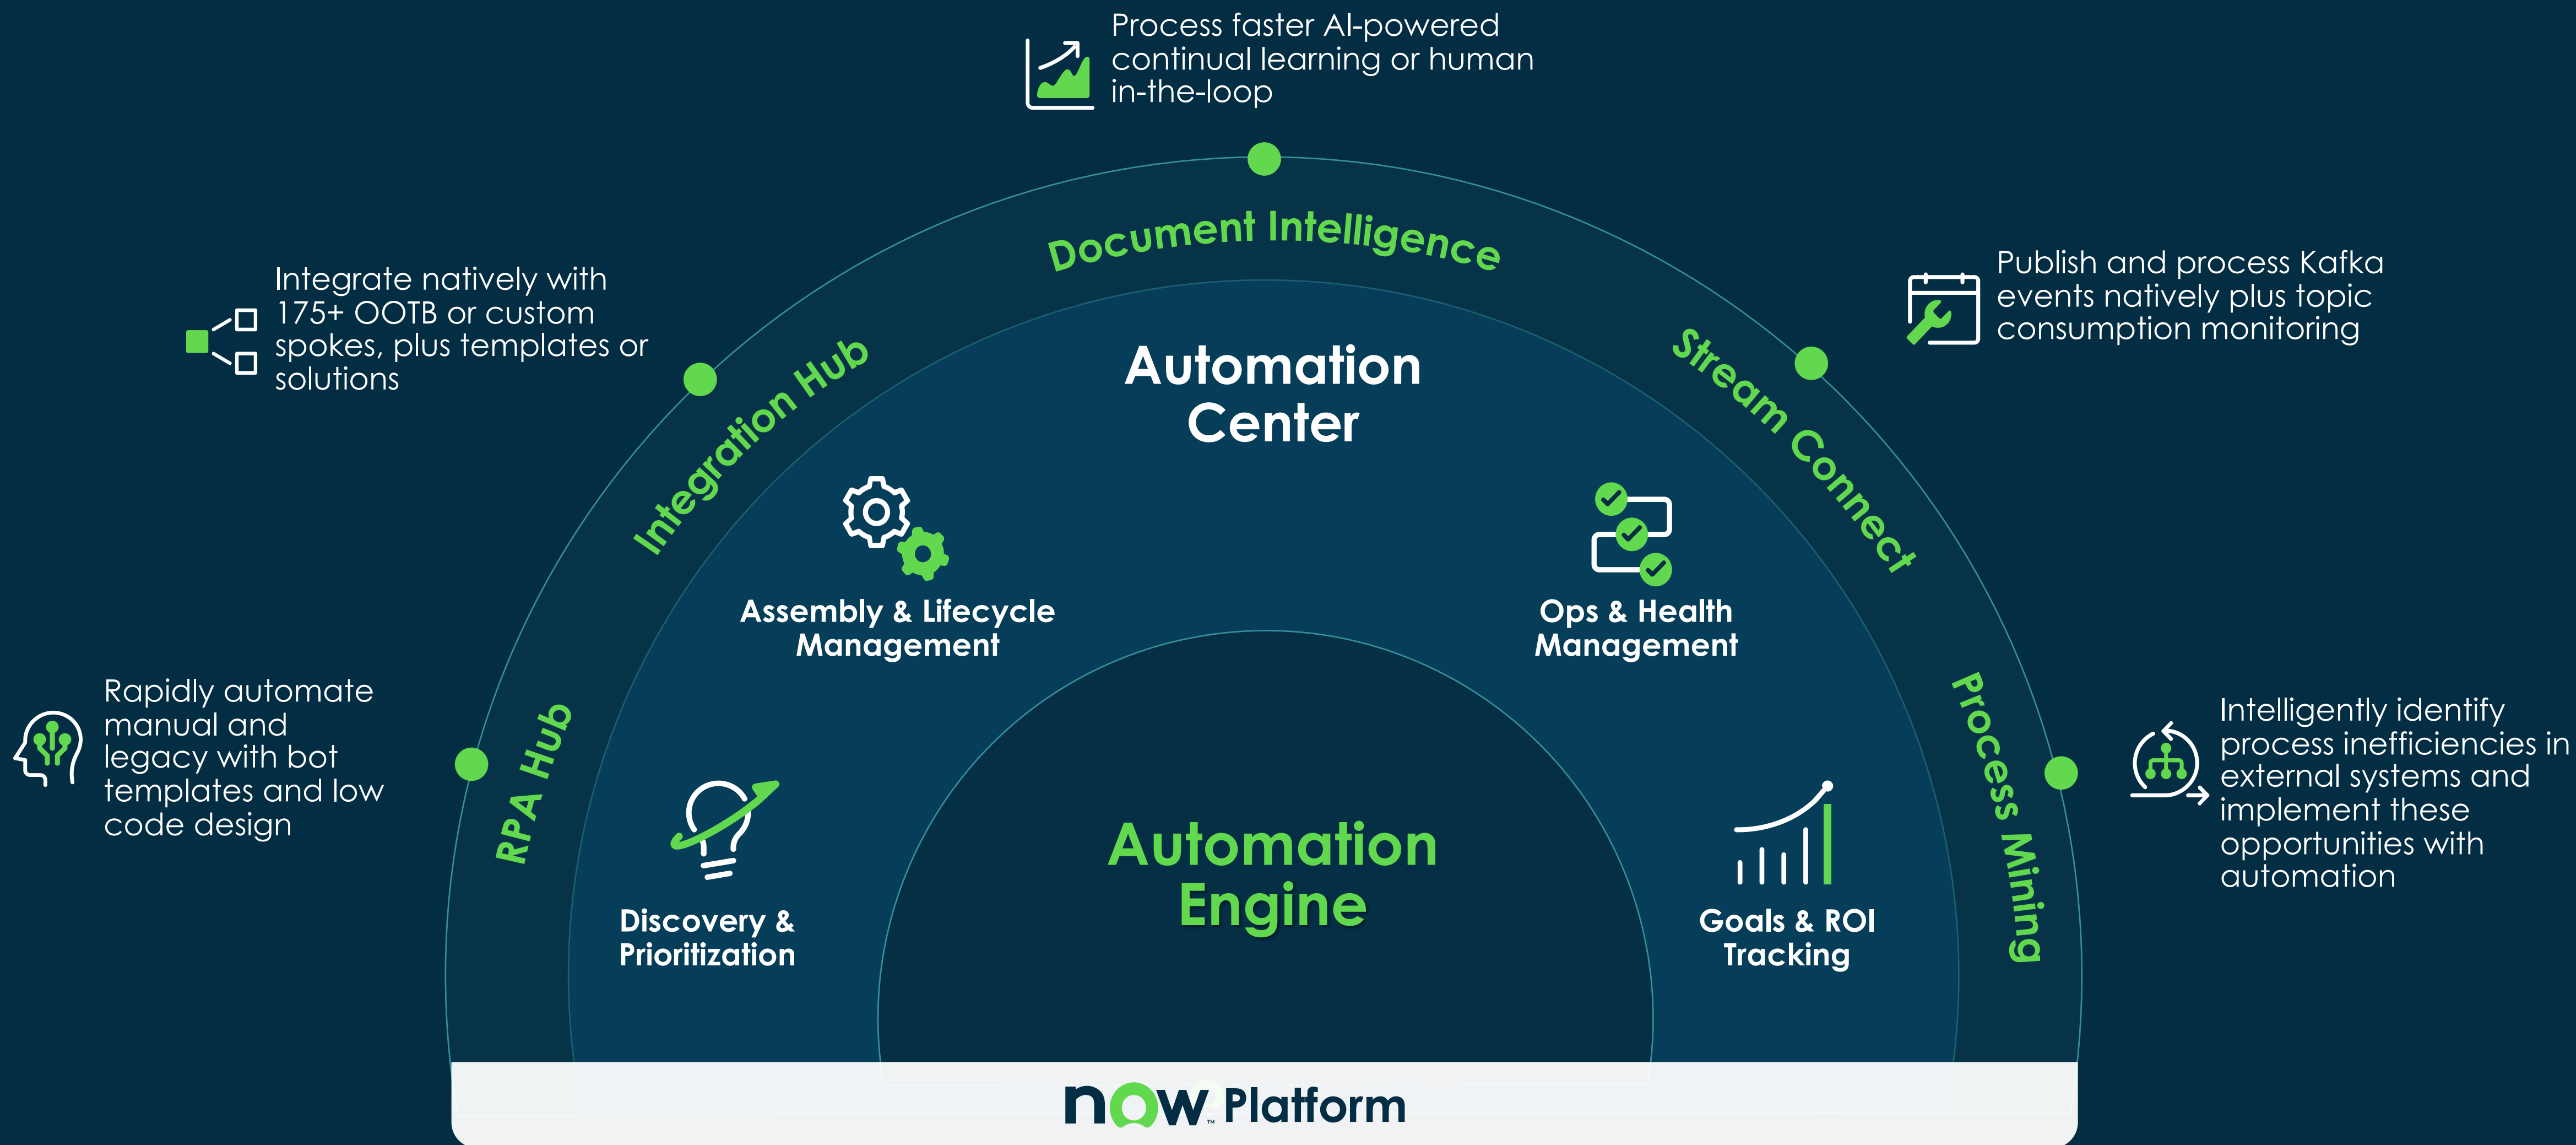 Process faster AI-powered
continual learning or human
in-the-loop
Document Intelligence
Integrate natively with
175+ OOTB or custom
spokes, plus templates or
solutions
Integration Hub
Publish and process Kafka
events natively plus topic
consumption monitoring
Stream Connect
Automation
Center
Assembly & Lifecycle
Management
Ops & Health
Management
Rapidly automate
manual and
legacy with bot
templates and low
code design
RPA Hub
Discovery &
Prioritization
Automation
Engine
Goals & ROI
Tracking
Process Mining
Intelligently identify
process inefficiencies in
external systems and
implement these
opportunities with
automation
now™ Platform